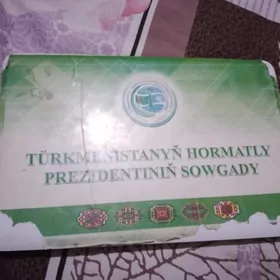 TÜRKMENISTANYŇ HORMATLY
PREZIDENTINIŇ SOWGADY